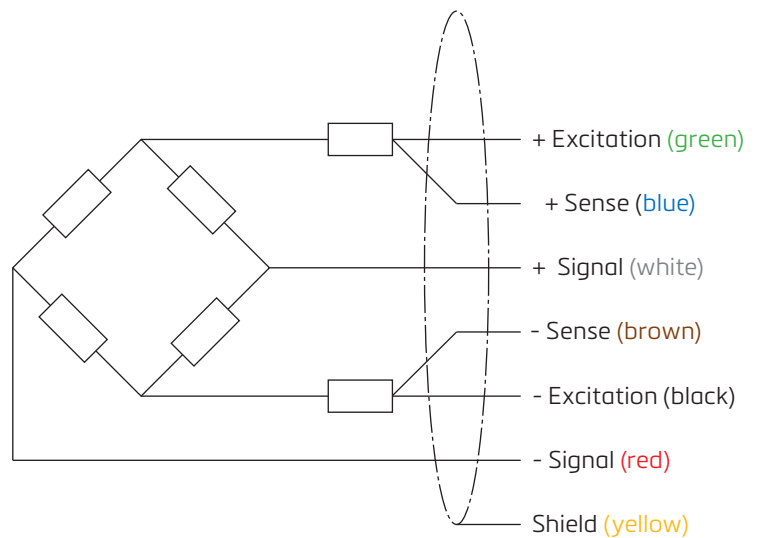 + Excitation (green)
+ Sense (blue)
+ Signal (white)
- Sense (brown)
- Excitation (black)
- Signal (red)
Shield (yellow)